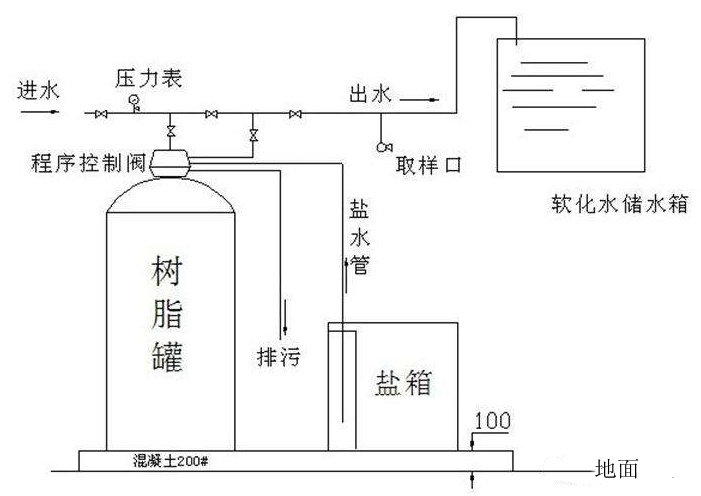 压力表
进水
出水
程序控制阀
取样口
软化水储水箱
盐水管
树脂罐
排污
盐箱
100
混凝土200#
地面